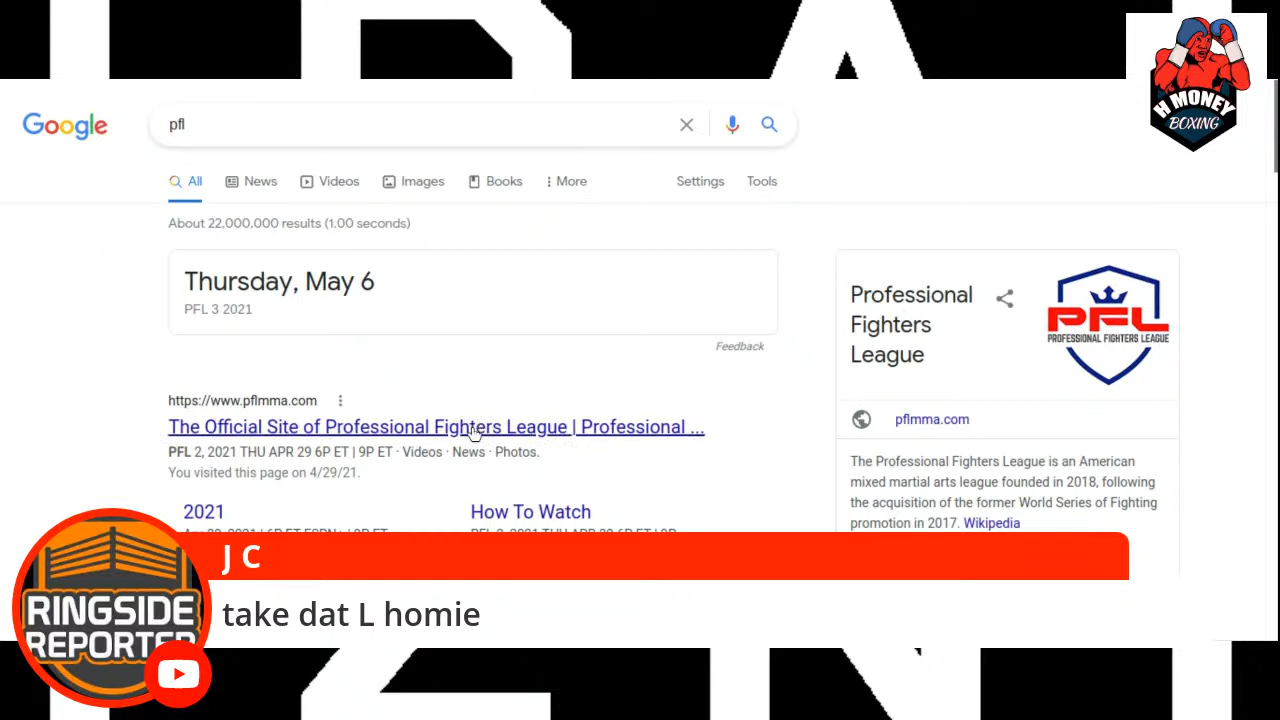 H MONEY
BOXING
Google
pfl
All
News
Videos
Images
Books
More
Settings
Tools
About 22,000,000 results (1.00 seconds)
Thursday, May 6
PFL 3 2021
Feedback
https://www.pflmma.com
The Official Site of Professional Fighters League | Professional ...
PFL 2, 2021 THU APR 29 6P ET | 9P ET · Videos · News · Photos.
You visited this page on 4/29/21.
2021
How To Watch
Professional
Fighters
League
PFL
PROFESSIONAL FIGHTERS LEAGUE
pflmma.com
The Professional Fighters League is an American
mixed martial arts league founded in 2018, following
the acquisition of the former World Series of Fighting
promotion in 2017. Wikipedia
RINGSIDE
REPORTER
J C
take dat L homie